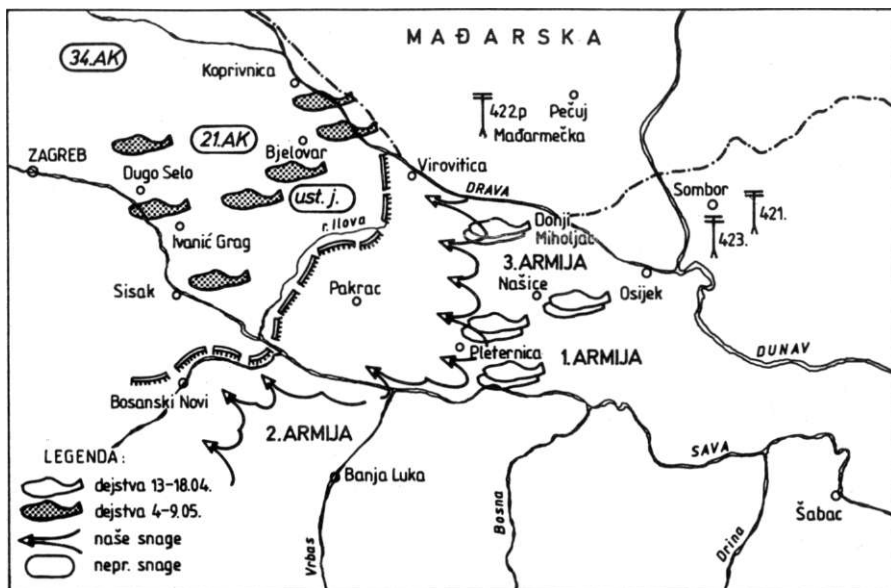 MAĐARSKA
34.AK
Koprivnica
422.p
Pečuj
Mađarmečka
21.AK
Bjelovar
ZAGREB
Dugo Selo
Virovitica
DRAVA
Sombor
421.
423.
ust. j.
r. Ilova
Ivanić Grag
Donji
Miholjac
3. ARMIJA
Našice
Osijek
Sisak
Pakrac
Pleternica
1. ARMIJA
DUNAV
Bosanski Novi
2. ARMIJA
SAVA
Banja Luka
Šabac
Vrbas
Bosna
Drina
LEGENDA:
dejstva 13-18.04.
dejstva 4-9.05.
naše snage
nepr. snage